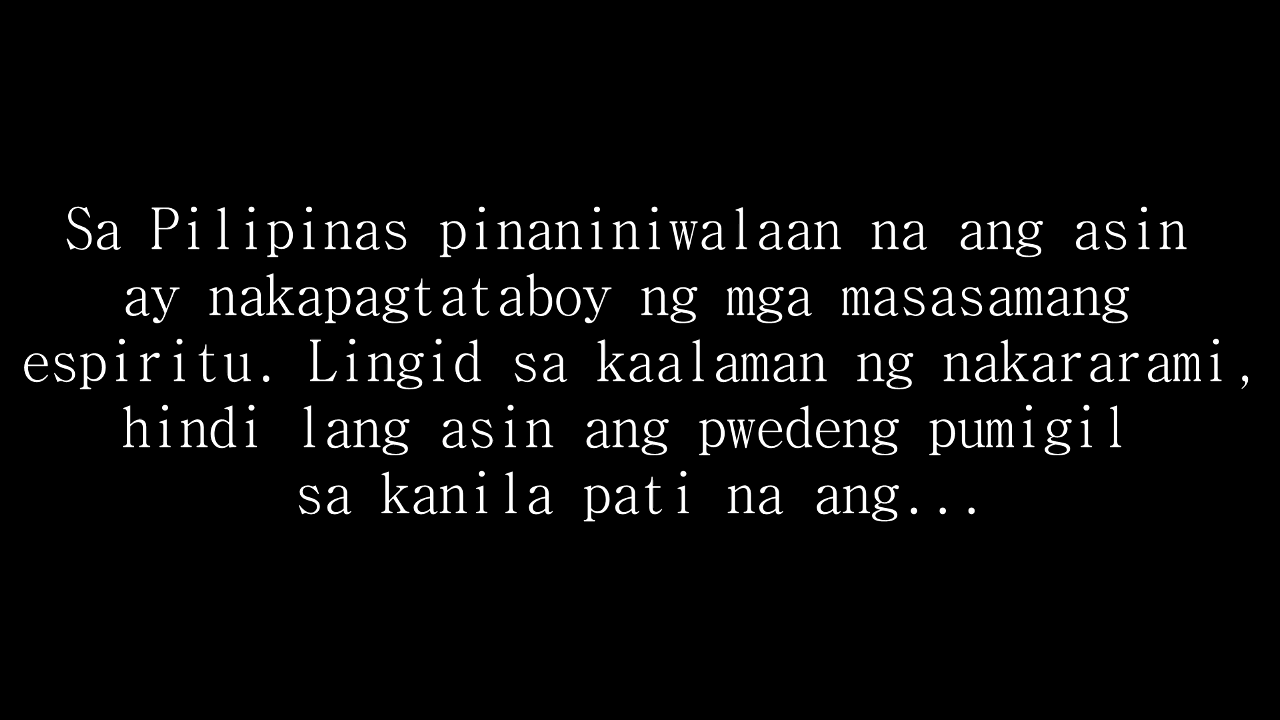 Sa Pilipinas pinaniniwalaan na ang asin
ay nakapagtataboy ng mga masasamang
espiritu. Lingid sa kaalaman ng nakararami,
hindi lang asin ang pwedeng pumigil
sa kanila pati na ang...